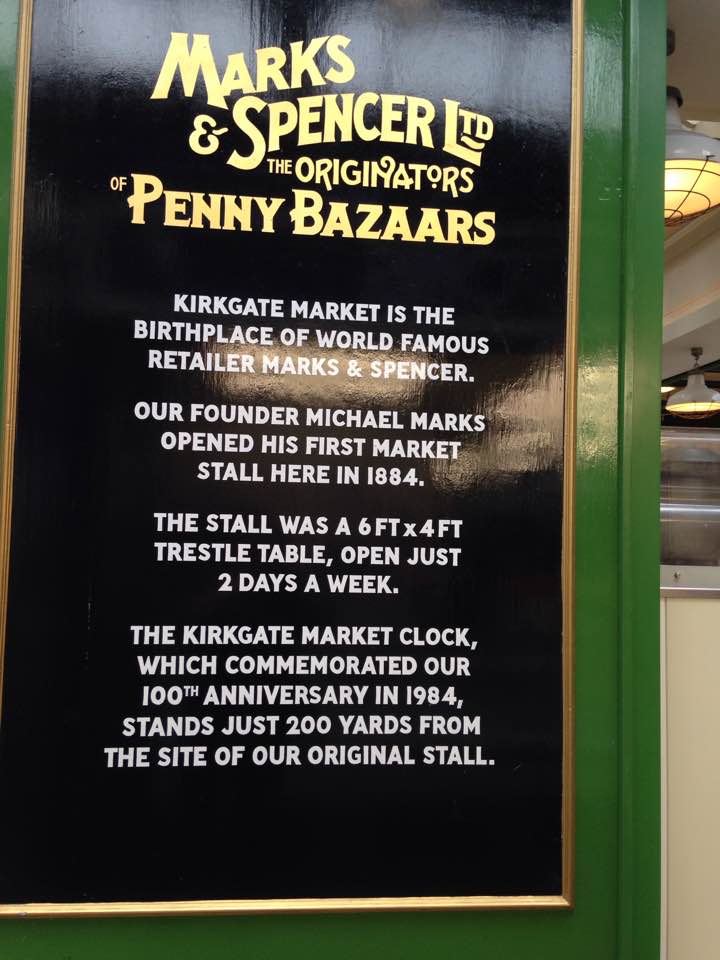 MARKS
& SPENCER LTD
THE ORIGINATORS
OF PENNY BAZAARS
KIRKGATE MARKET IS THE
BIRTHPLACE OF WORLD FAMOUS
RETAILER MARKS & SPENCER.
OUR FOUNDER MICHAEL MARKS
OPENED HIS FIRST MARKET
STALL HERE IN 1884.
THE STALL WAS A 6FT x 4FT
TRESTLE TABLE, OPEN JUST
2 DAYS A WEEK.
THE KIRKGATE MARKET CLOCK,
WHICH COMMEMORATED OUR
100TH ANNIVERSARY IN 1984,
STANDS JUST 200 YARDS FROM
THE SITE OF OUR ORIGINAL STALL.